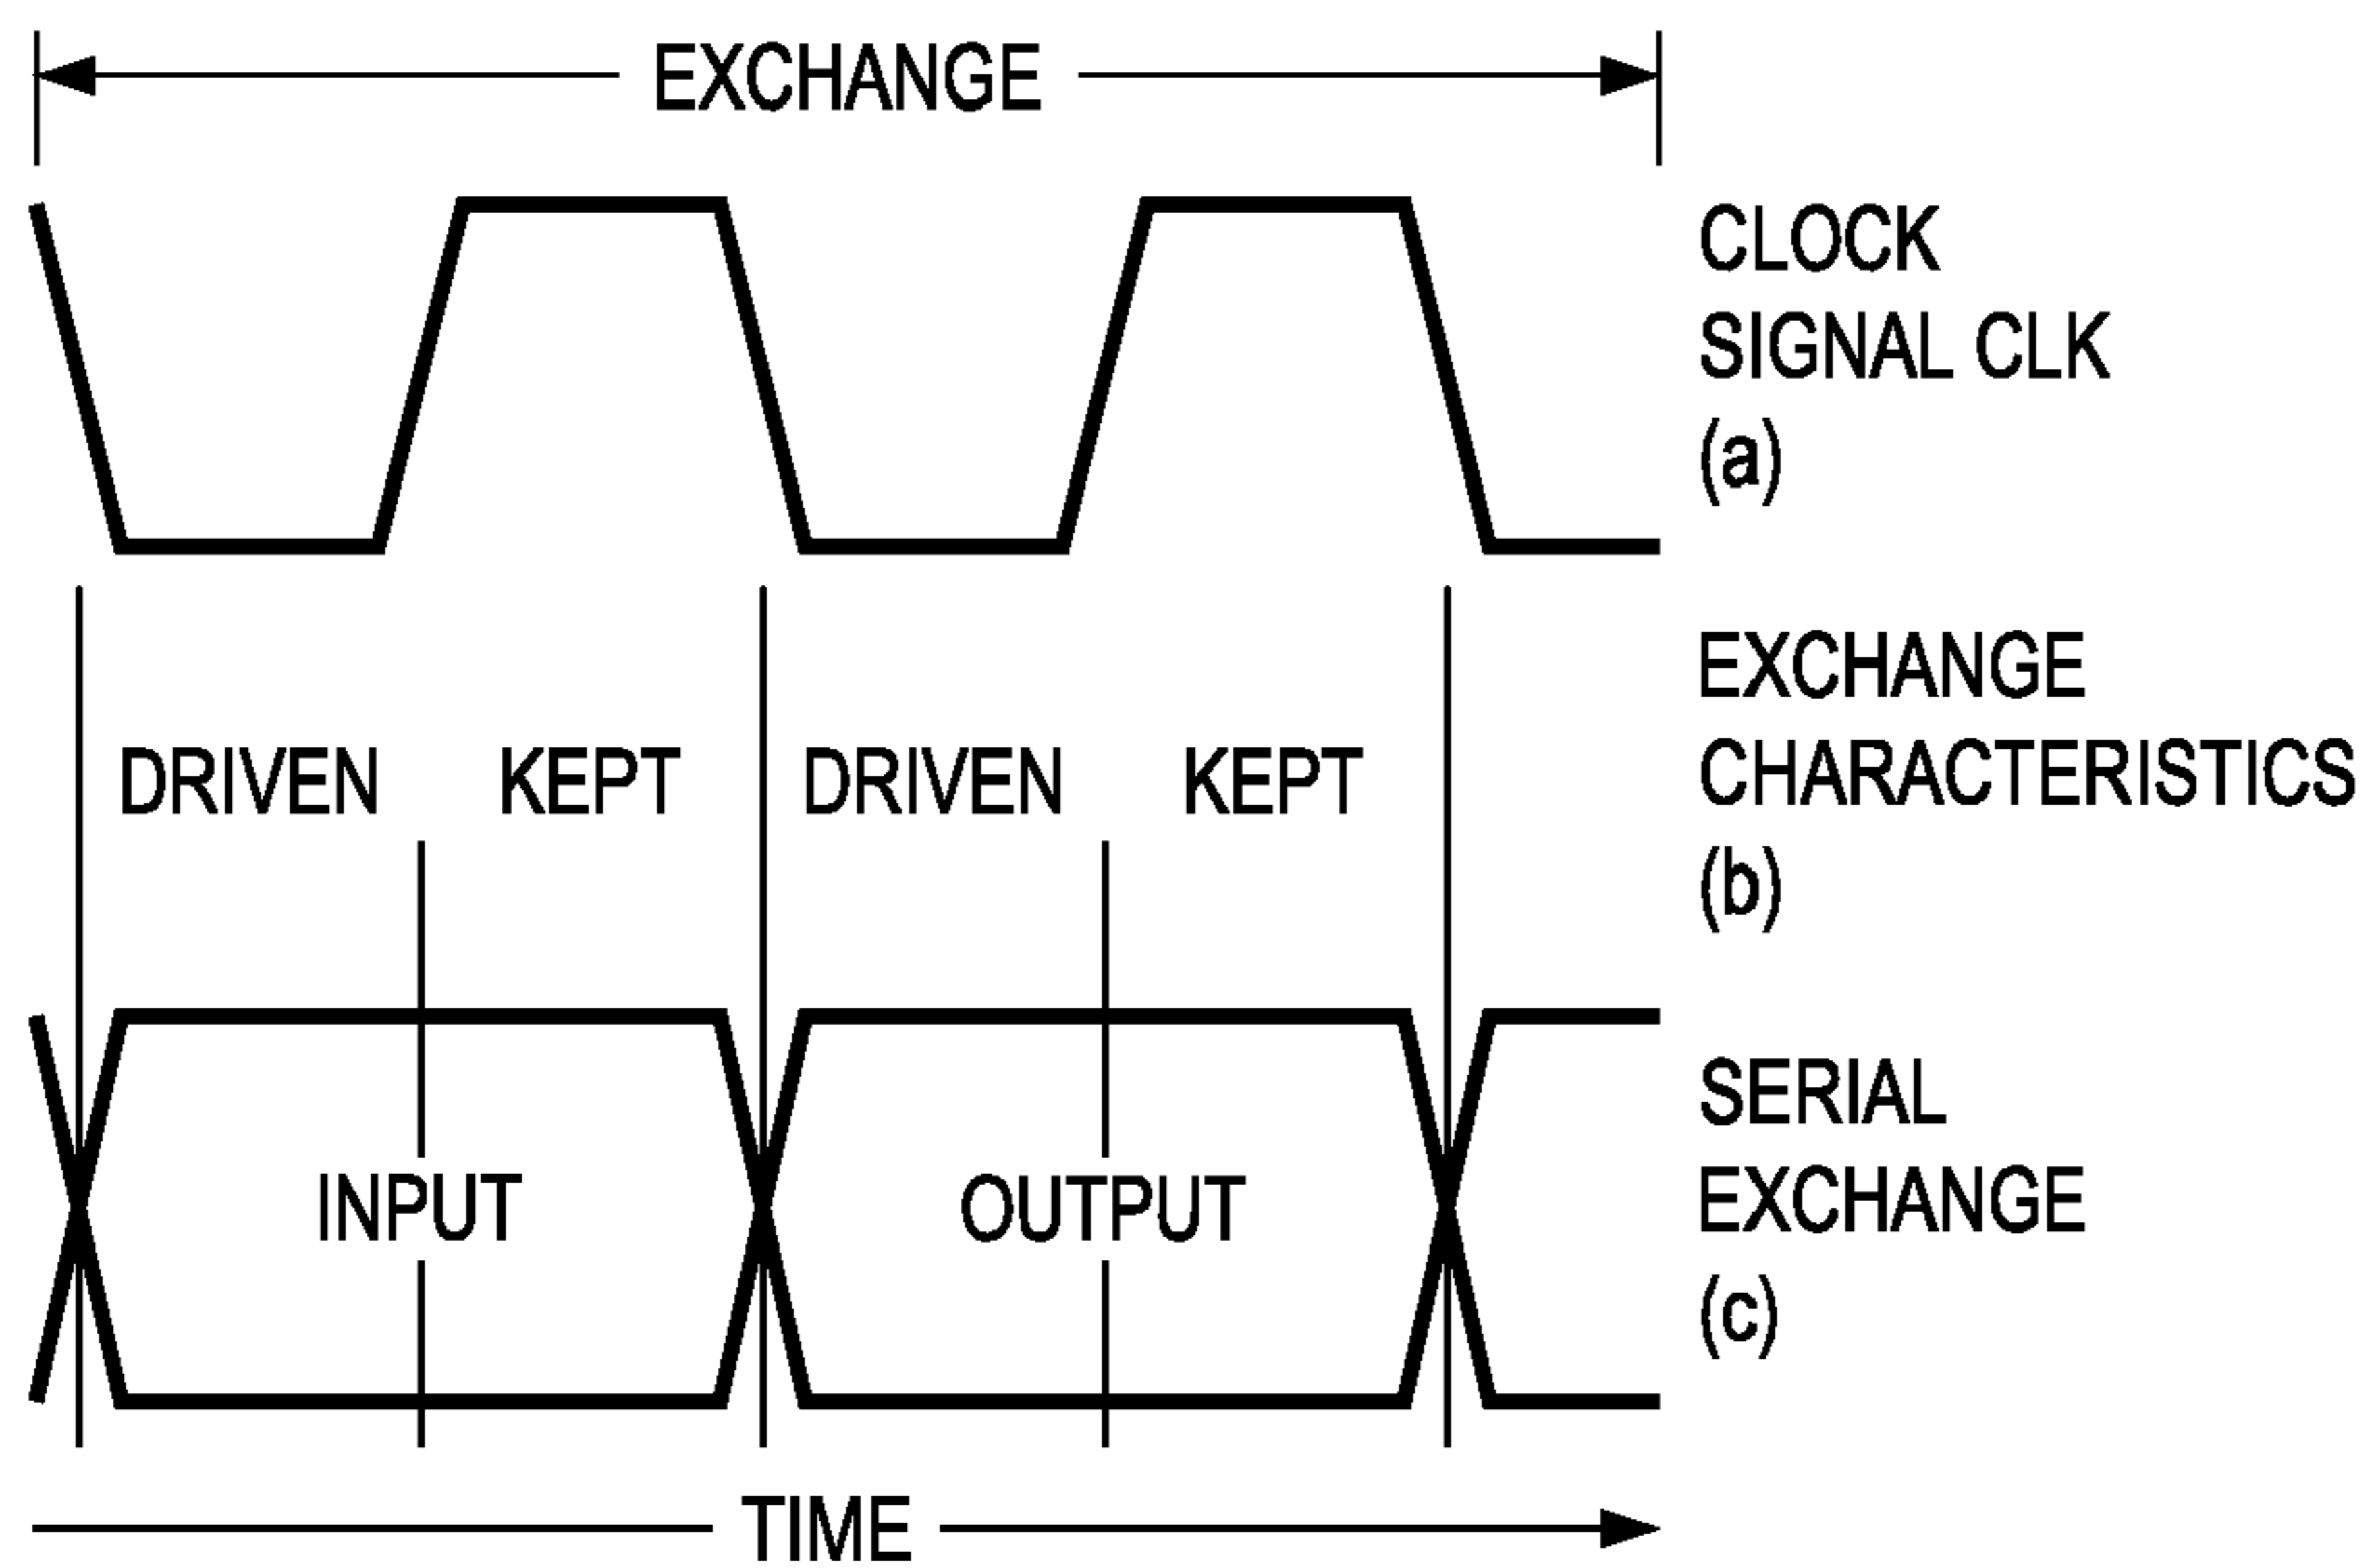 EXCHANGE
CLOCK
SIGNAL CLK
(a)
EXCHANGE
CHARACTERISTICS
(b)
DRIVEN KEPT DRIVEN KEPT
SERIAL
EXCHANGE
(c)
INPUT OUTPUT
TIME